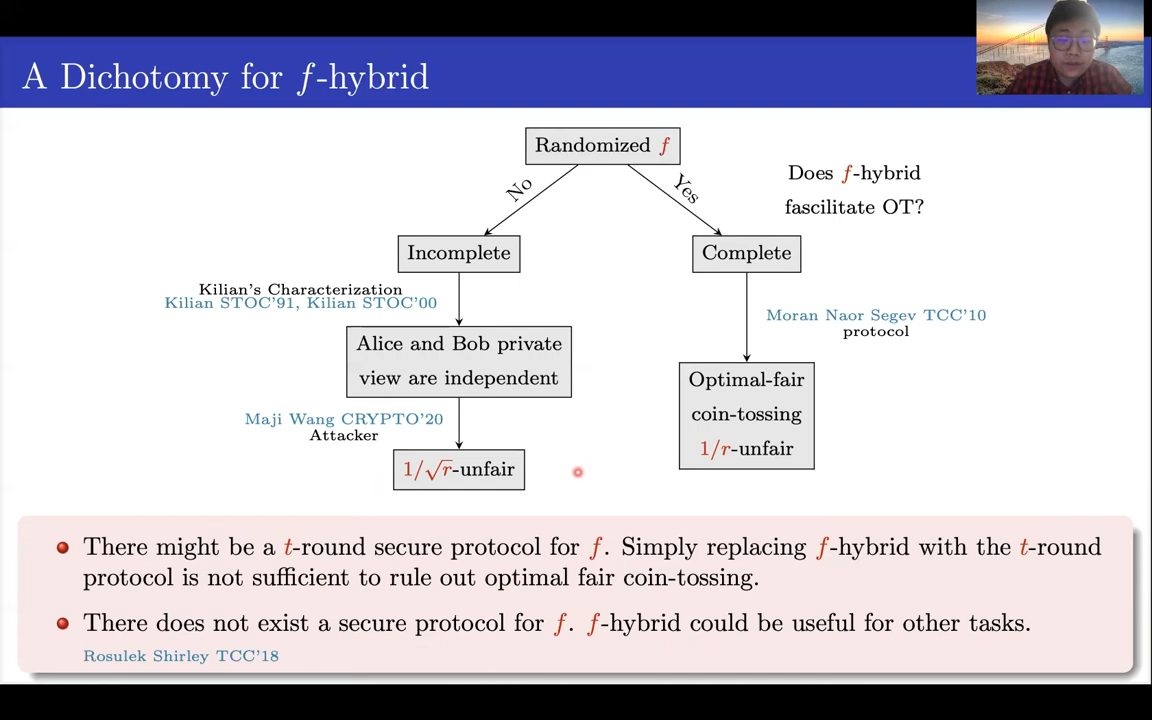 A Dichotomy for f-hybrid
Randomized f
No
Yes
Does f-hybrid
fascilitate OT?
Incomplete
Complete
Kilian's Characterization
Kilian STOC'91, Kilian STOC'00
Moran Naor Segev TCC'10
protocol
Alice and Bob private
view are independent
Optimal-fair
coin-tossing
1/r-unfair
Maji Wang CRYPTO'20
Attacker
1/√r-unfair
There might be a t-round secure protocol for f. Simply replacing f-hybrid with the t-round
protocol is not sufficient to rule out optimal fair coin-tossing.
There does not exist a secure protocol for f. f-hybrid could be useful for other tasks.
Rosulek Shirley TCC'18